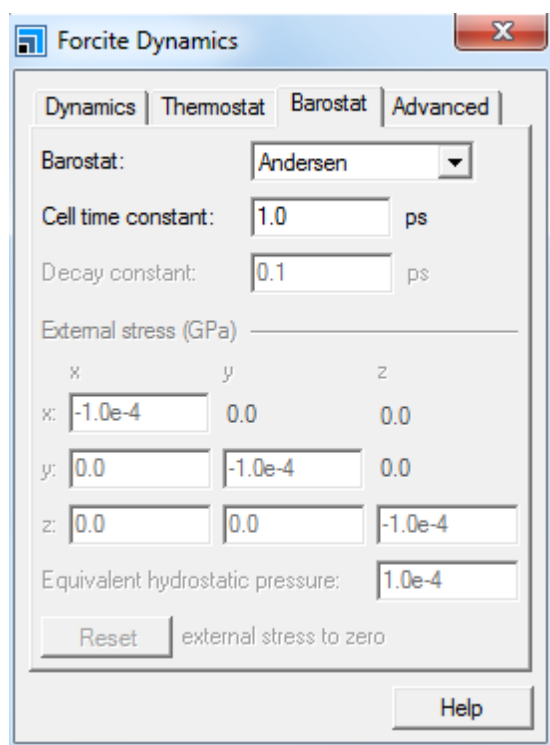 Forcite Dynamics
Dynamics Thermostat Barostat Advanced
Barostat: Andersen
Cell time constant: 1.0 ps
Decay constant: 0.1 ps
External stress (GPa)
x y z
x: -1.0e-4 0.0 0.0
y: 0.0 -1.0e-4 0.0
z: 0.0 0.0 -1.0e-4
Equivalent hydrostatic pressure: 1.0e-4
Reset external stress to zero
Help